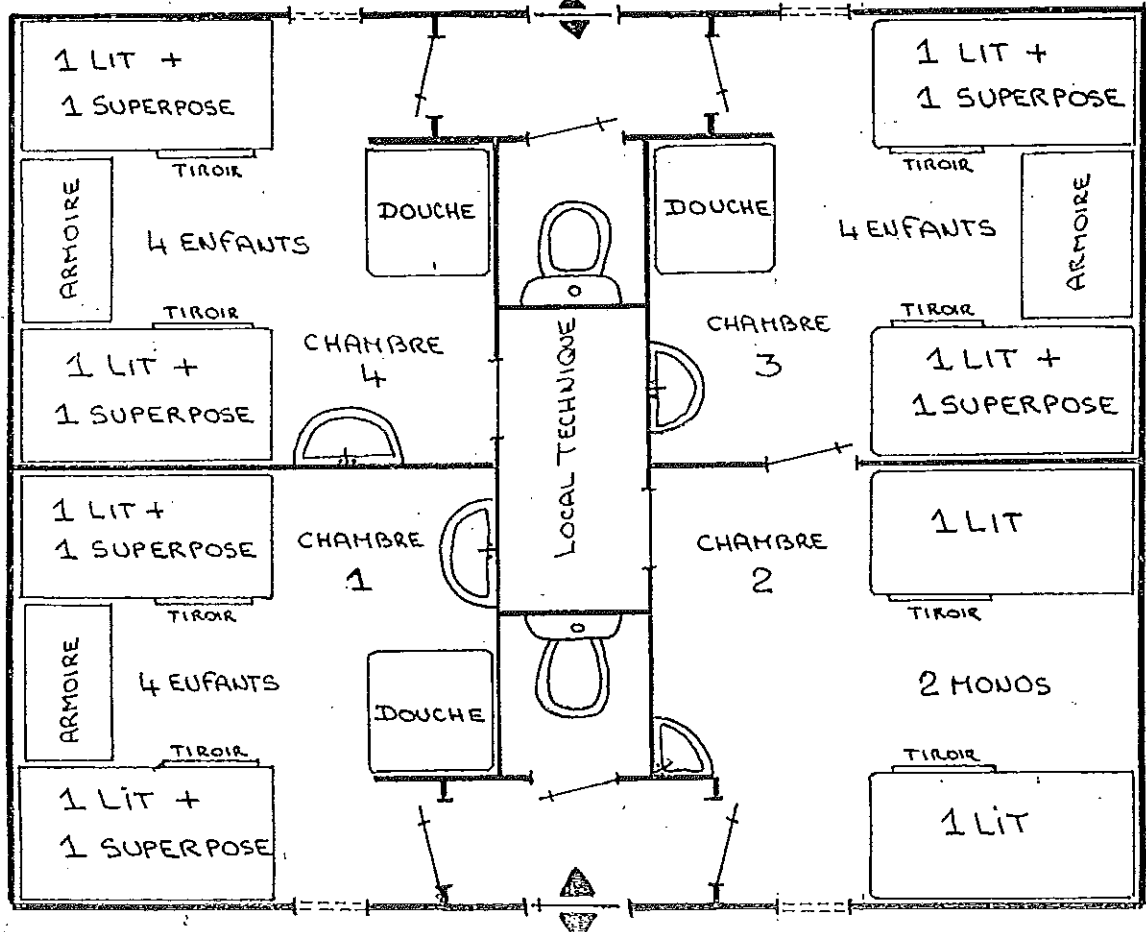 1 LIT +
1 SUPERPOSE
TIROIR
ARMOIRE
4 ENFANTS
DOUCHE
TIROIR
1 LIT +
1 SUPERPOSE
CHAMBRE
4
1 LIT +
1 SUPERPOSE
TIROIR
ARMOIRE
4 ENFANTS
DOUCHE
TIROIR
1 LIT +
1 SUPERPOSE
CHAMBRE
3
LOCAL TECHNIQUE
1 LIT +
1 SUPERPOSE
TIROIR
CHAMBRE
1
ARMOIRE
4 EUFANTS
DOUCHE
TIROIR
1 LIT +
1 SUPERPOSE
CHAMBRE
2
1 LIT
TIROIR
2 MONOS
TIROIR
1 LIT